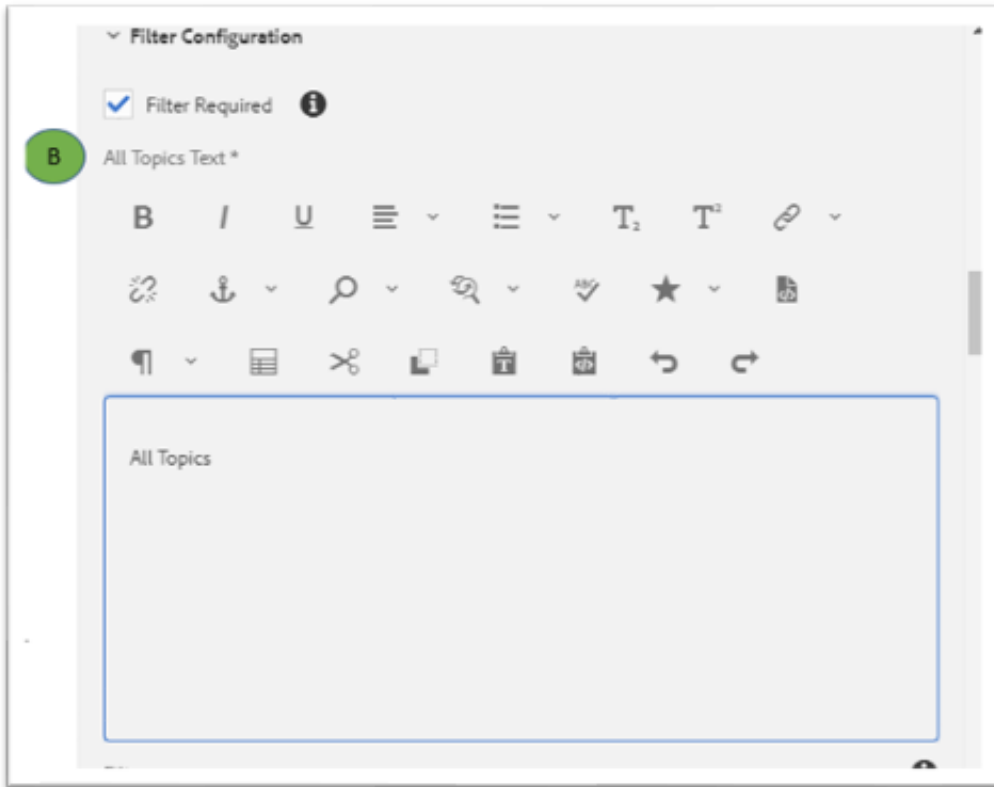 Filter Configuration
Filter Required
B
All Topics Text *
All Topics